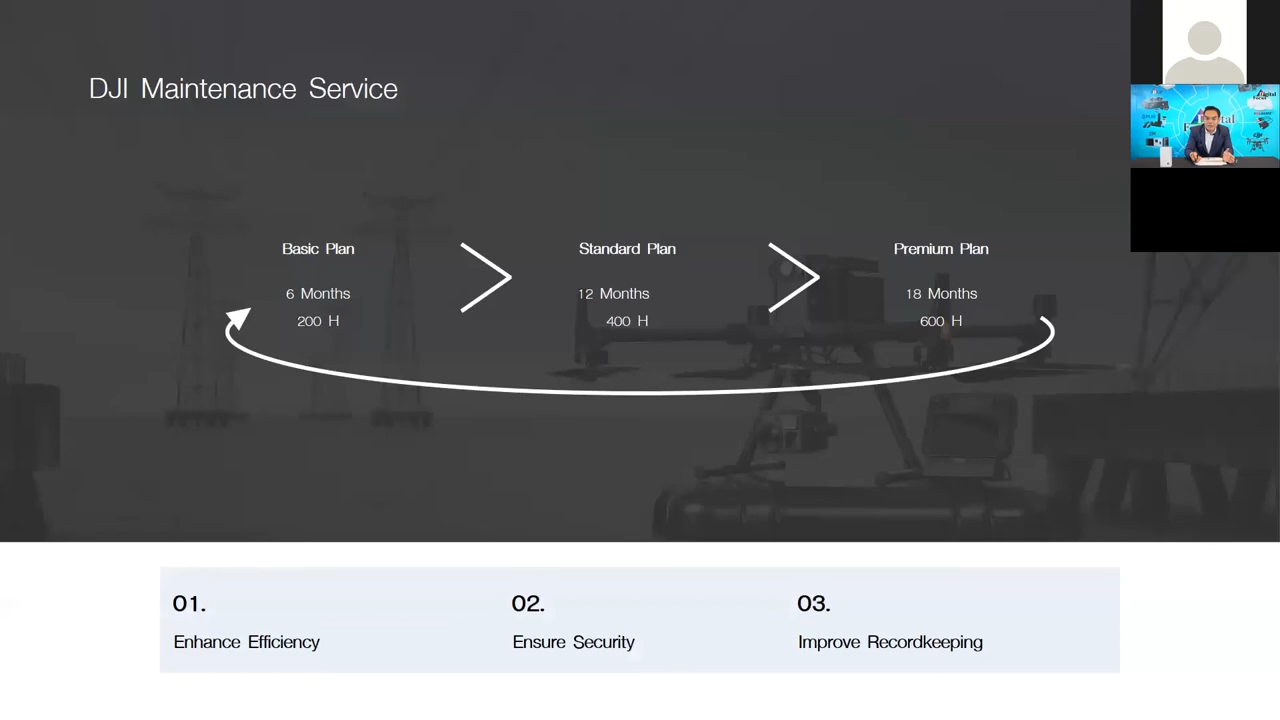 DJI Maintenance Service
Basic Plan
6 Months
200 H
Standard Plan
12 Months
400 H
Premium Plan
18 Months
600 H
01.
Enhance Efficiency
02.
Ensure Security
03.
Improve Recordkeeping